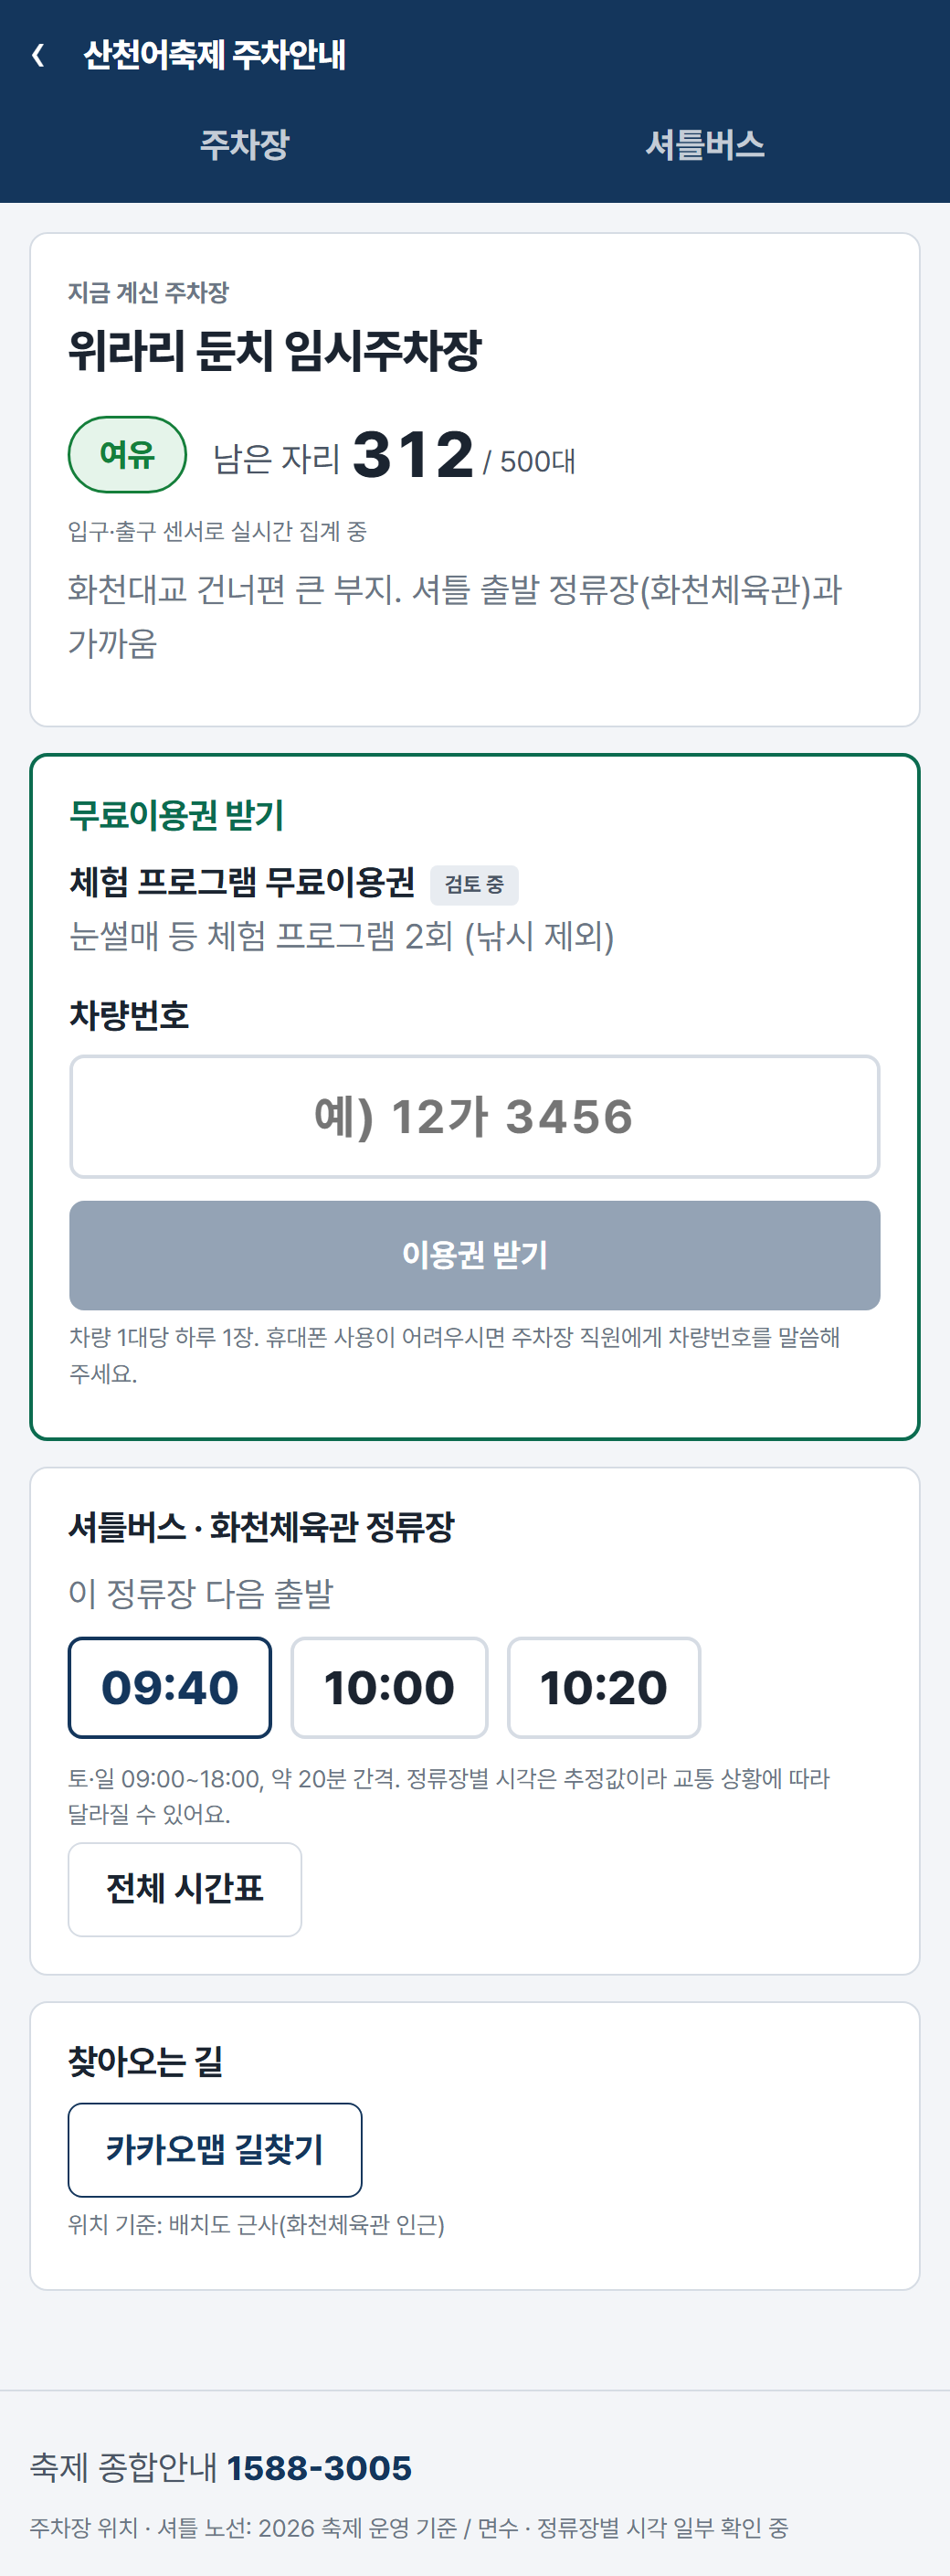 산천어축제 주차안내
주차장 셔틀버스
지금 계신 주차장
위라리 둔치 임시주차장
여유 남은 자리 312 / 500대
입구·출구 센서로 실시간 집계 중
화천대교 건너편 큰 부지. 셔틀 출발 정류장(화천체육관)과
가까움
무료이용권 받기
체험 프로그램 무료이용권 검토 중
눈썰매 등 체험 프로그램 2회 (낚시 제외)
차량번호
예) 12가 3456
이용권 받기
차량 1대당 하루 1장. 휴대폰 사용이 어려우시면 주차장 직원에게 차량번호를 말씀해
주세요.
셔틀버스 · 화천체육관 정류장
이 정류장 다음 출발
09:40 10:00 10:20
토·일 09:00~18:00, 약 20분 간격. 정류장별 시각은 추정값이라 교통 상황에 따라
달라질 수 있어요.
전체 시간표
찾아오는 길
카카오맵 길찾기
위치 기준: 배치도 근사(화천체육관 인근)
축제 종합안내 1588-3005
주차장 위치 · 셔틀 노선: 2026 축제 운영 기준 / 면수 · 정류장별 시각 일부 확인 중